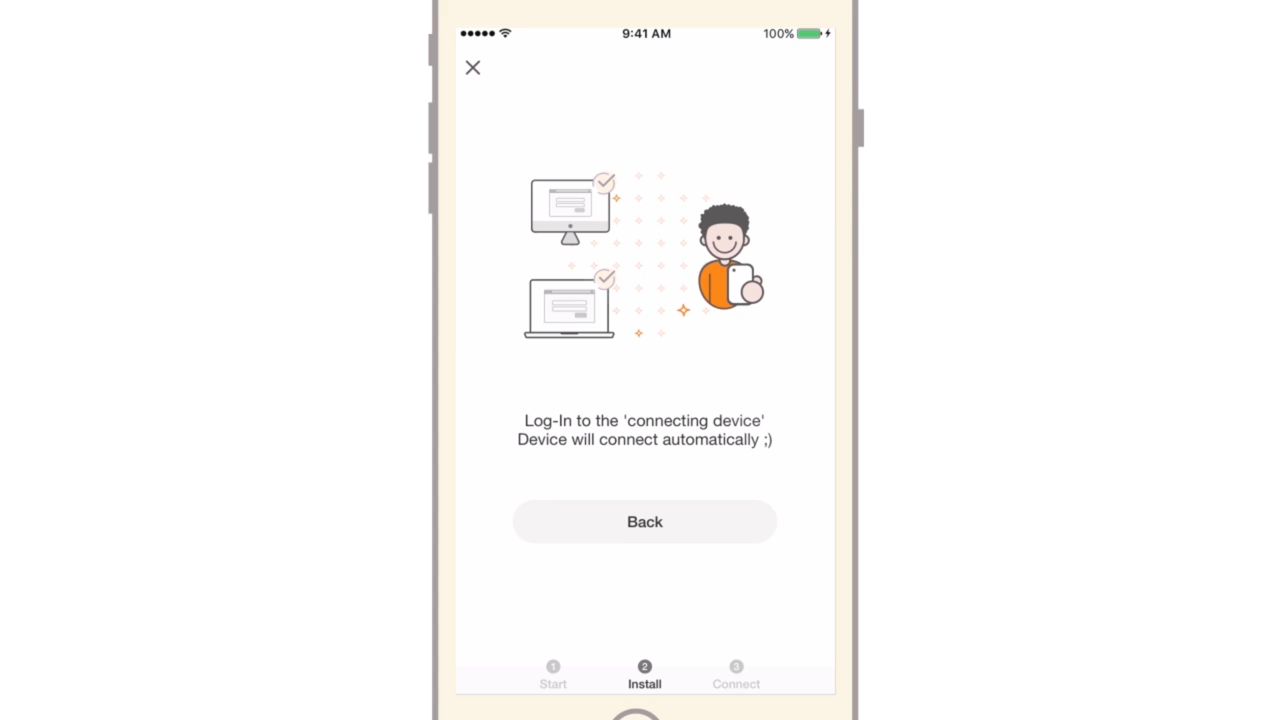 9:41 AM
100%
Log-In to the 'connecting device'
Device will connect automatically ;)
Back
1 2 3
Start Install Connect